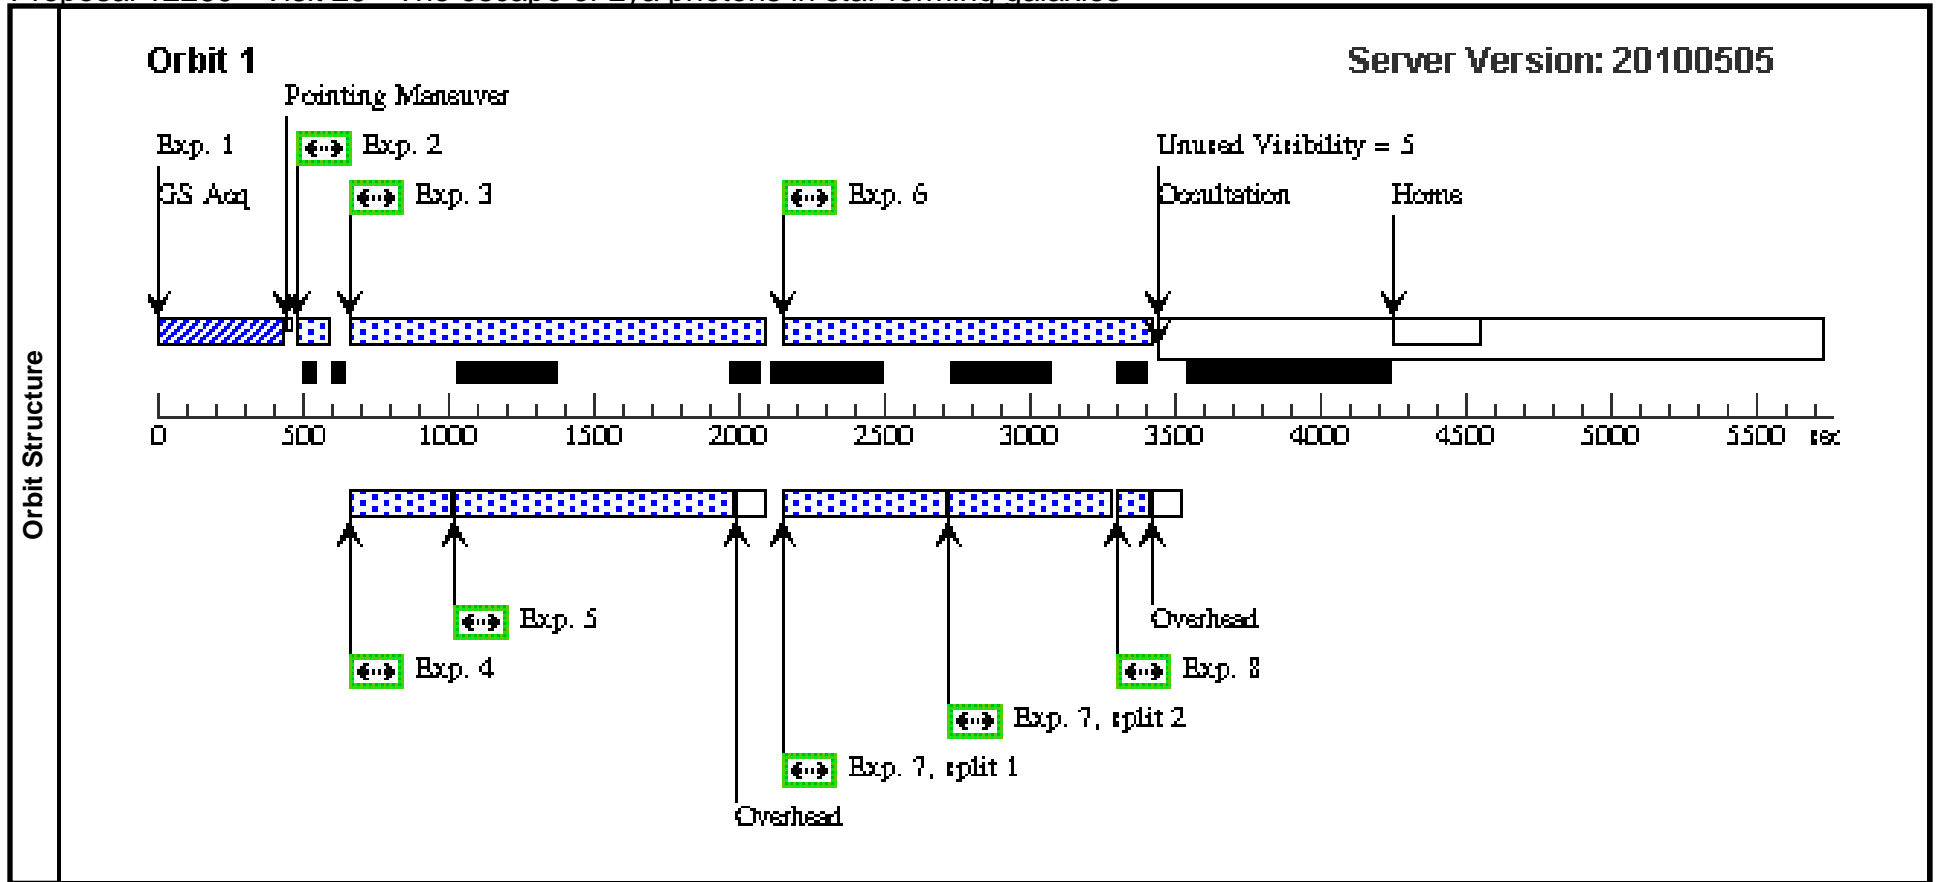 Orbit 1
Server Version: 20100505
Pointing Maneuver
Exp. 1
Exp. 2
Unused Visibility = 5
GS Acq
Exp. 3
Exp. 6
Occultation
Home
0 500 1000 1500 2000 2500 3000 3500 4000 4500 5000 5500 sec
Orbit Structure
Exp. 5
Overhead
Exp. 4
Exp. 8
Exp. 7, split 2
Exp. 7, split 1
Overhead